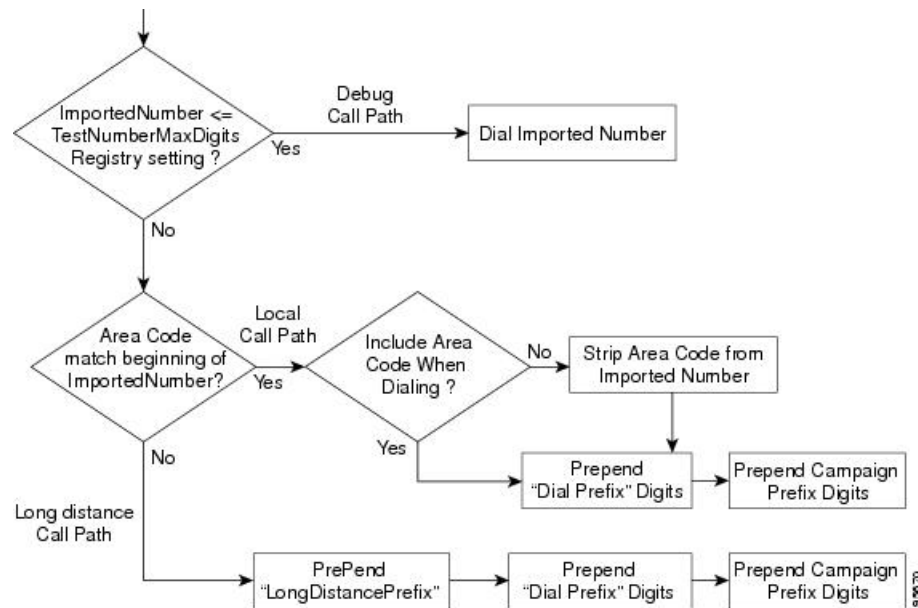 ImportedNumber <=
TestNumberMaxDigits
Registry setting ?
Debug
Call Path
Yes
Dial Imported Number
No
Area Code
match beginning of
ImportedNumber?
Local
Call Path
Yes
Include Area
Code When
Dialing ?
No
Strip Area Code from
Imported Number
Yes
Prepend
“Dial Prefix” Digits
Prepend Campaign
Prefix Digits
No
Long distance
Call Path
PrePend
“LongDistancePrefix”
Prepend
“Dial Prefix” Digits
Prepend Campaign
Prefix Digits